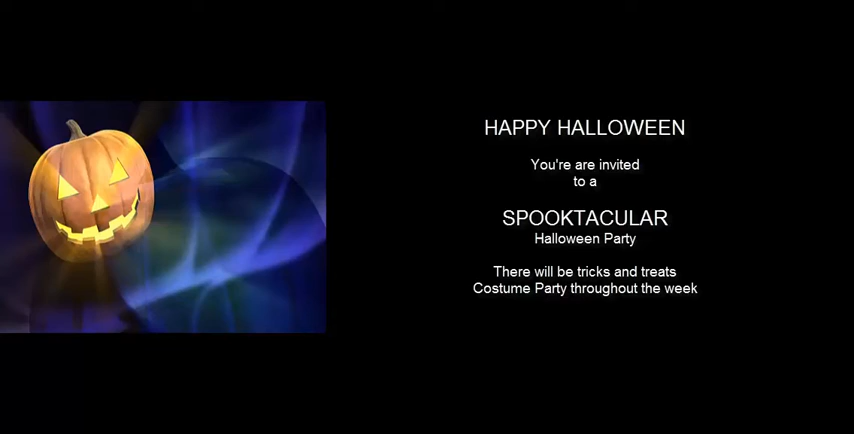 HAPPY HALLOWEEN
You're are invited
to a
SPOOKTACULAR
Halloween Party
There will be tricks and treats
Costume Party throughout the week